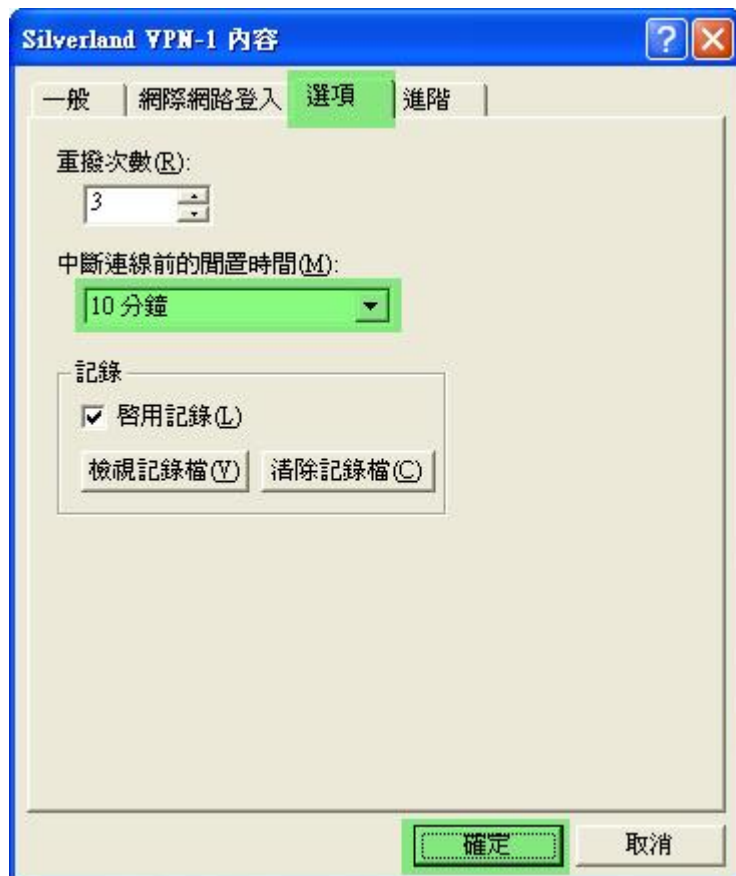 Silverland VPN-1 內容
一般 網際網路登入 選項 進階
重撥次數(R):
3
中斷連線前的閒置時間(M):
10 分鐘
記錄
啓用記錄(L)
檢視記錄檔(V) 清除記錄檔(C)
確定 取消